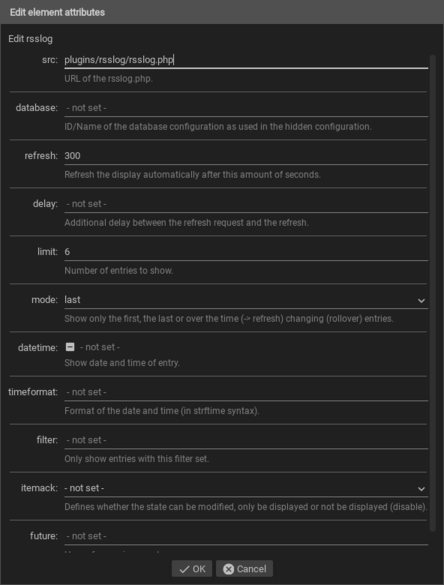 Edit element attributes
Edit rsslog
src: plugins/rsslog/rsslog.php
URL of the rsslog.php.
database: - not set -
ID/Name of the database configuration as used in the hidden configuration.
refresh: 300
Refresh the display automatically after this amount of seconds.
delay: - not set -
Additional delay between the refresh request and the refresh.
limit: 6
Number of entries to show.
mode: last
Show only the first, the last or over the time (-> refresh) changing (rollover) entries.
datetime: - not set -
Show date and time of entry.
timeformat: - not set -
Format of the date and time (in strftime syntax).
filter: - not set -
Only show entries with this filter set.
itemack: - not set -
Defines whether the state can be modified, only be displayed or not be displayed (disable).
future: - not set -
OK Cancel